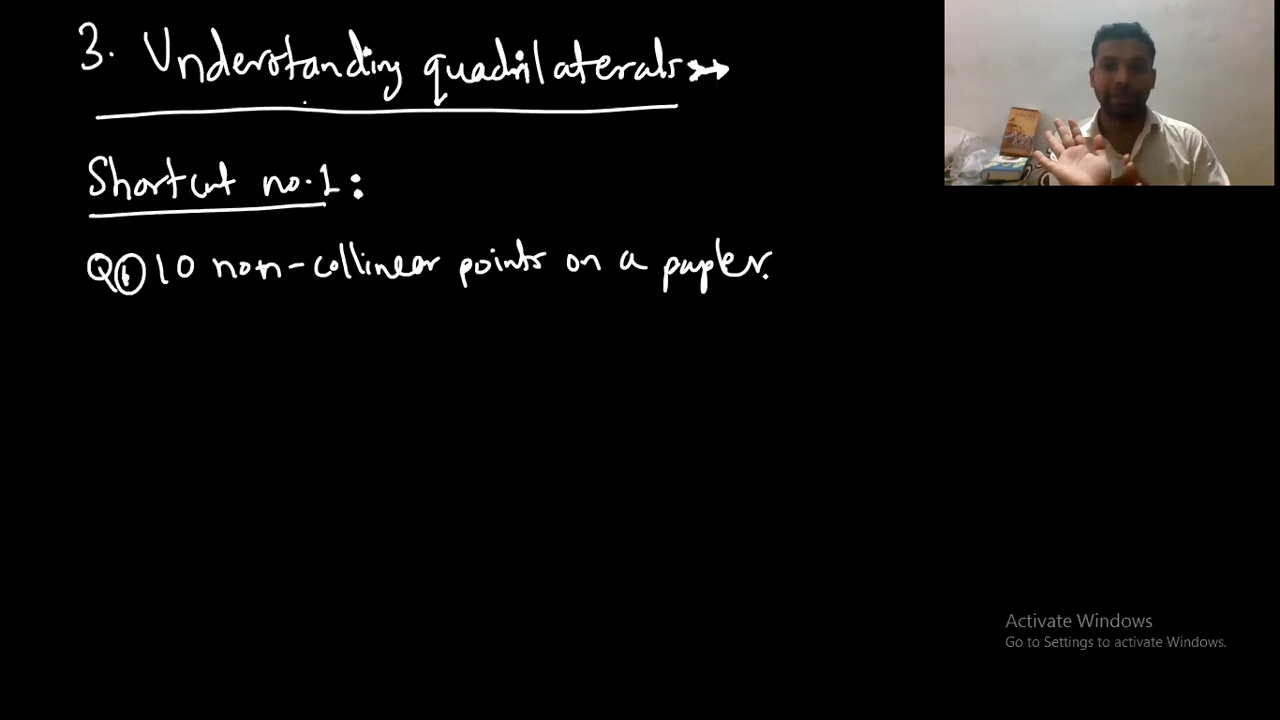 3. Understanding quadrilaterals
Shortcut no.1:
Q① 10 non-collinear points on a paper.
Activate Windows
Go to Settings to activate Windows.